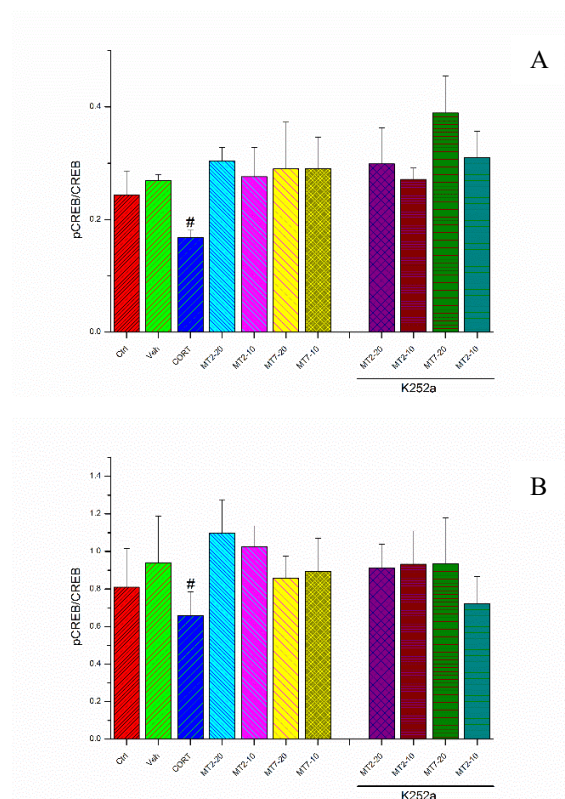 A
pCREB/CREB
0.4
0.2
0.0
#
Ctrl
Veh
CORT
MT2-20
MT2-10
MT7-20
MT7-10
MT2-20
MT2-10
MT7-20
MT2-10
K252a
B
pCREB/CREB
1.4
1.2
1.0
0.8
0.6
0.4
0.2
0.0
#
Ctrl
Veh
CORT
MT2-20
MT2-10
MT7-20
MT7-10
MT2-20
MT2-10
MT7-20
MT2-10
K252a